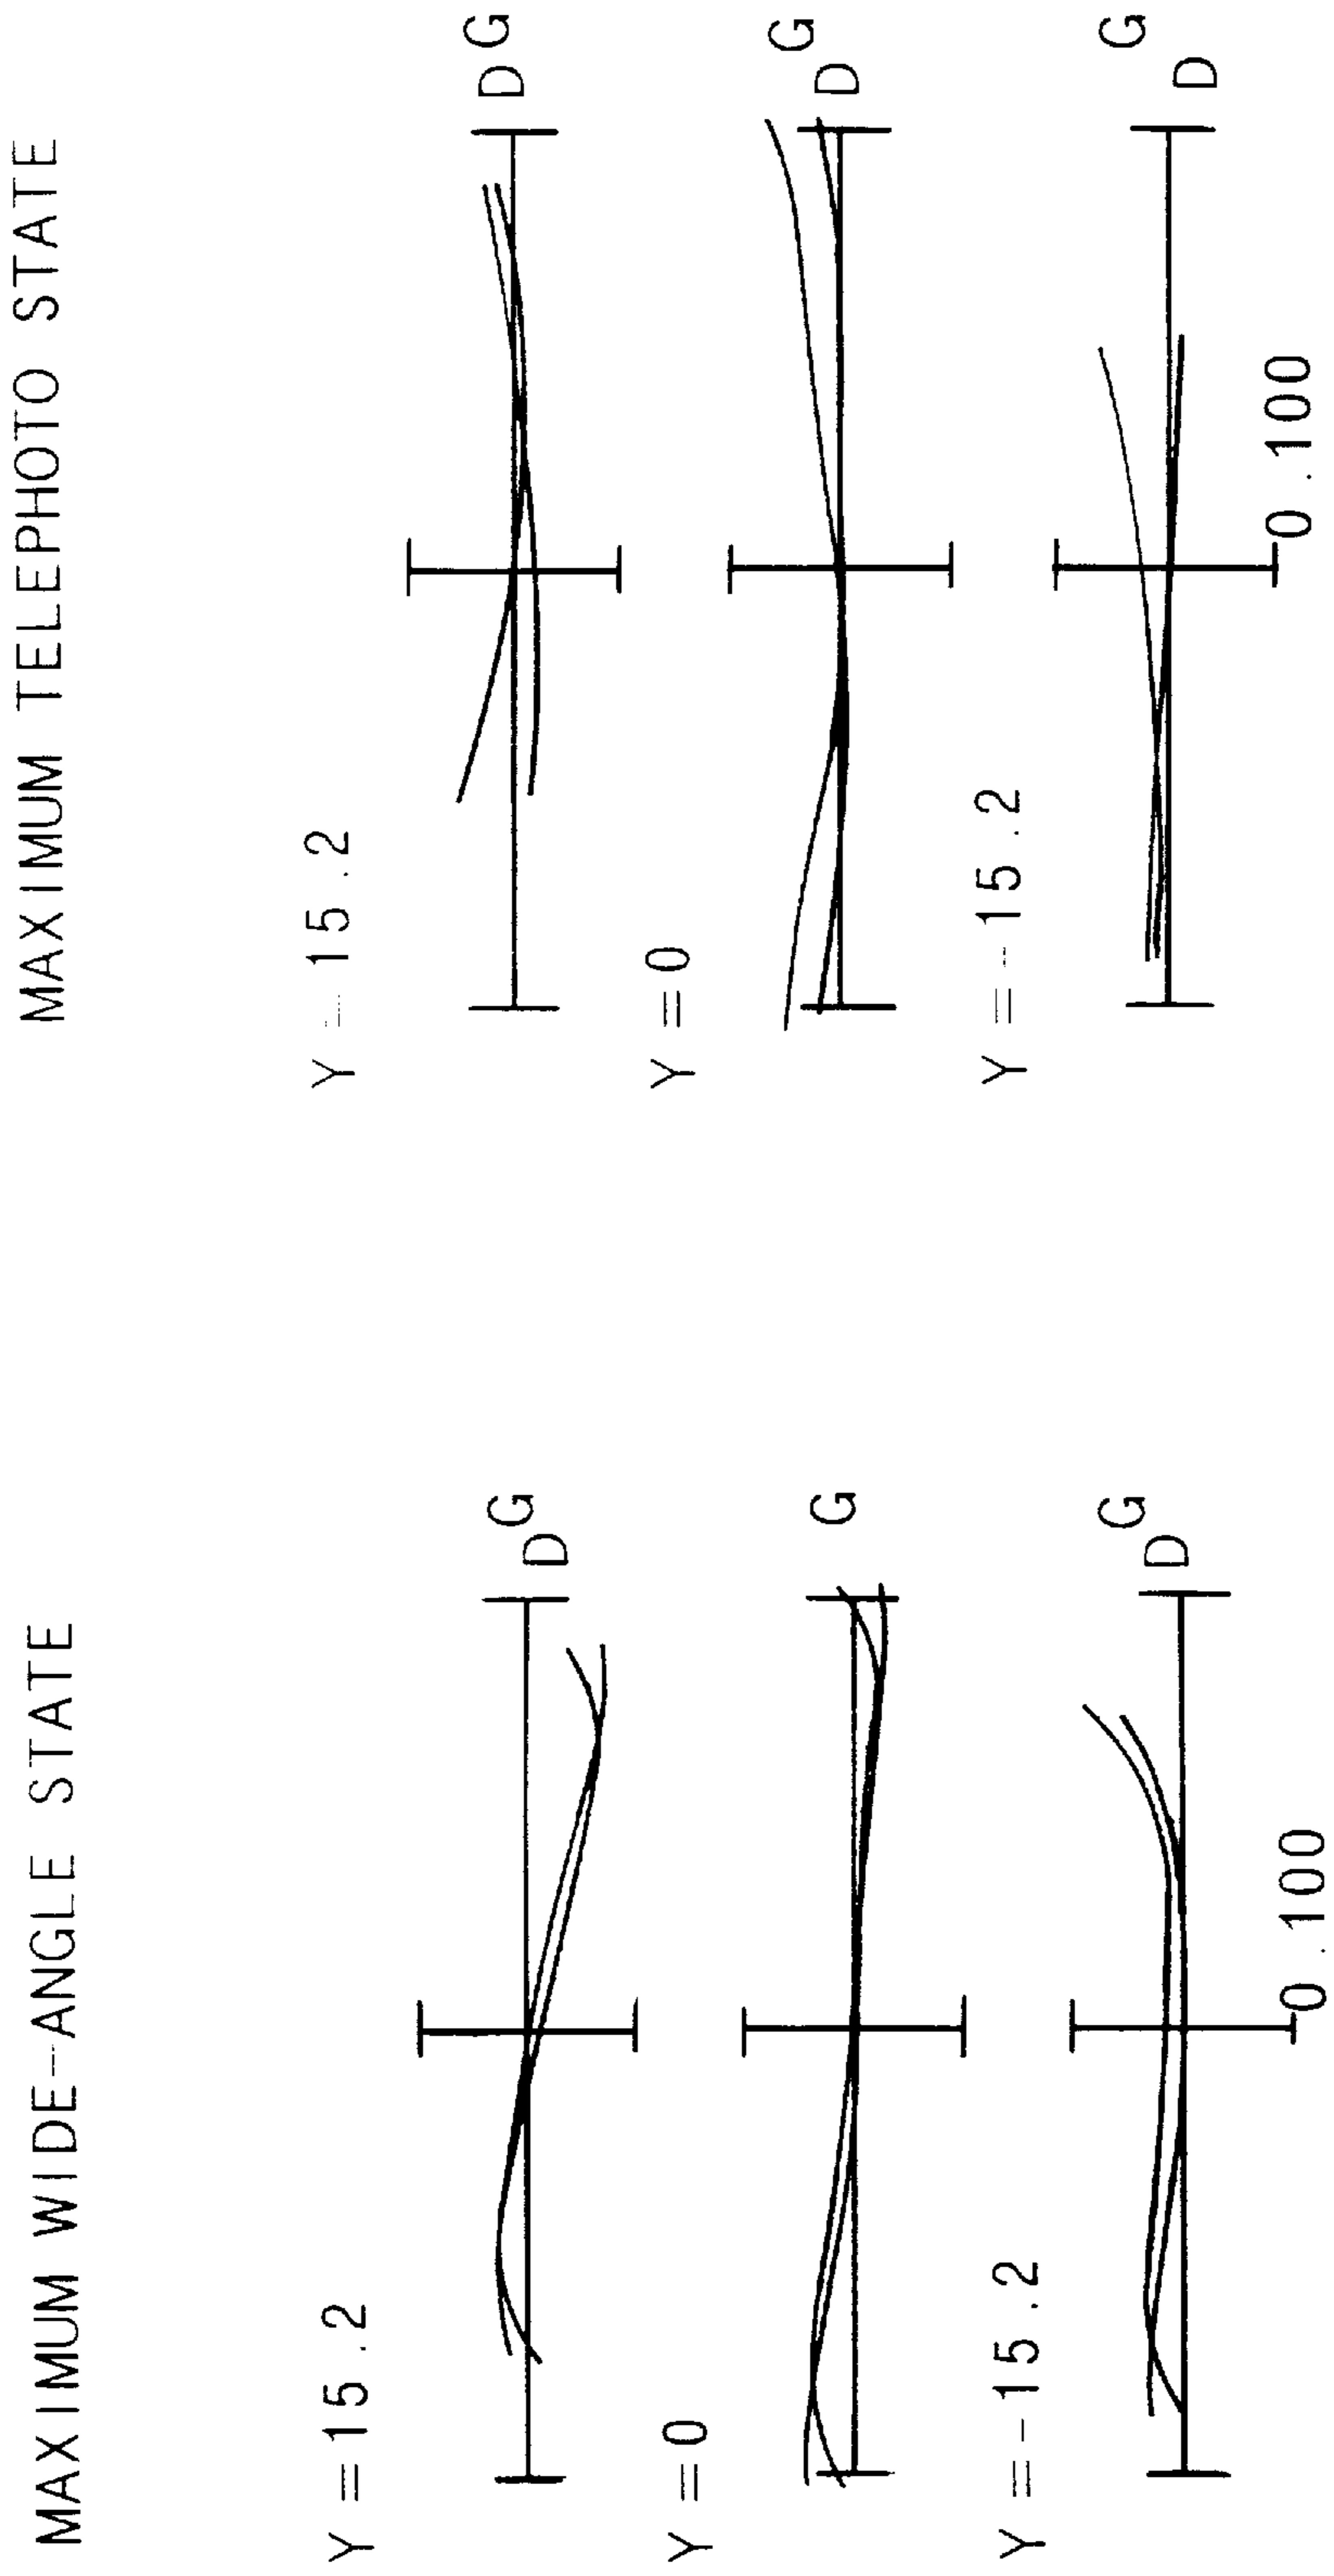 MAXIMUM WIDE-ANGLE STATE
Y=15.2
G
D
Y=0
G
Y=-15.2
G
D
0.100
MAXIMUM TELEPHOTO STATE
Y=15.2
G
D
Y=0
G
D
Y=-15.2
G
D
0.100